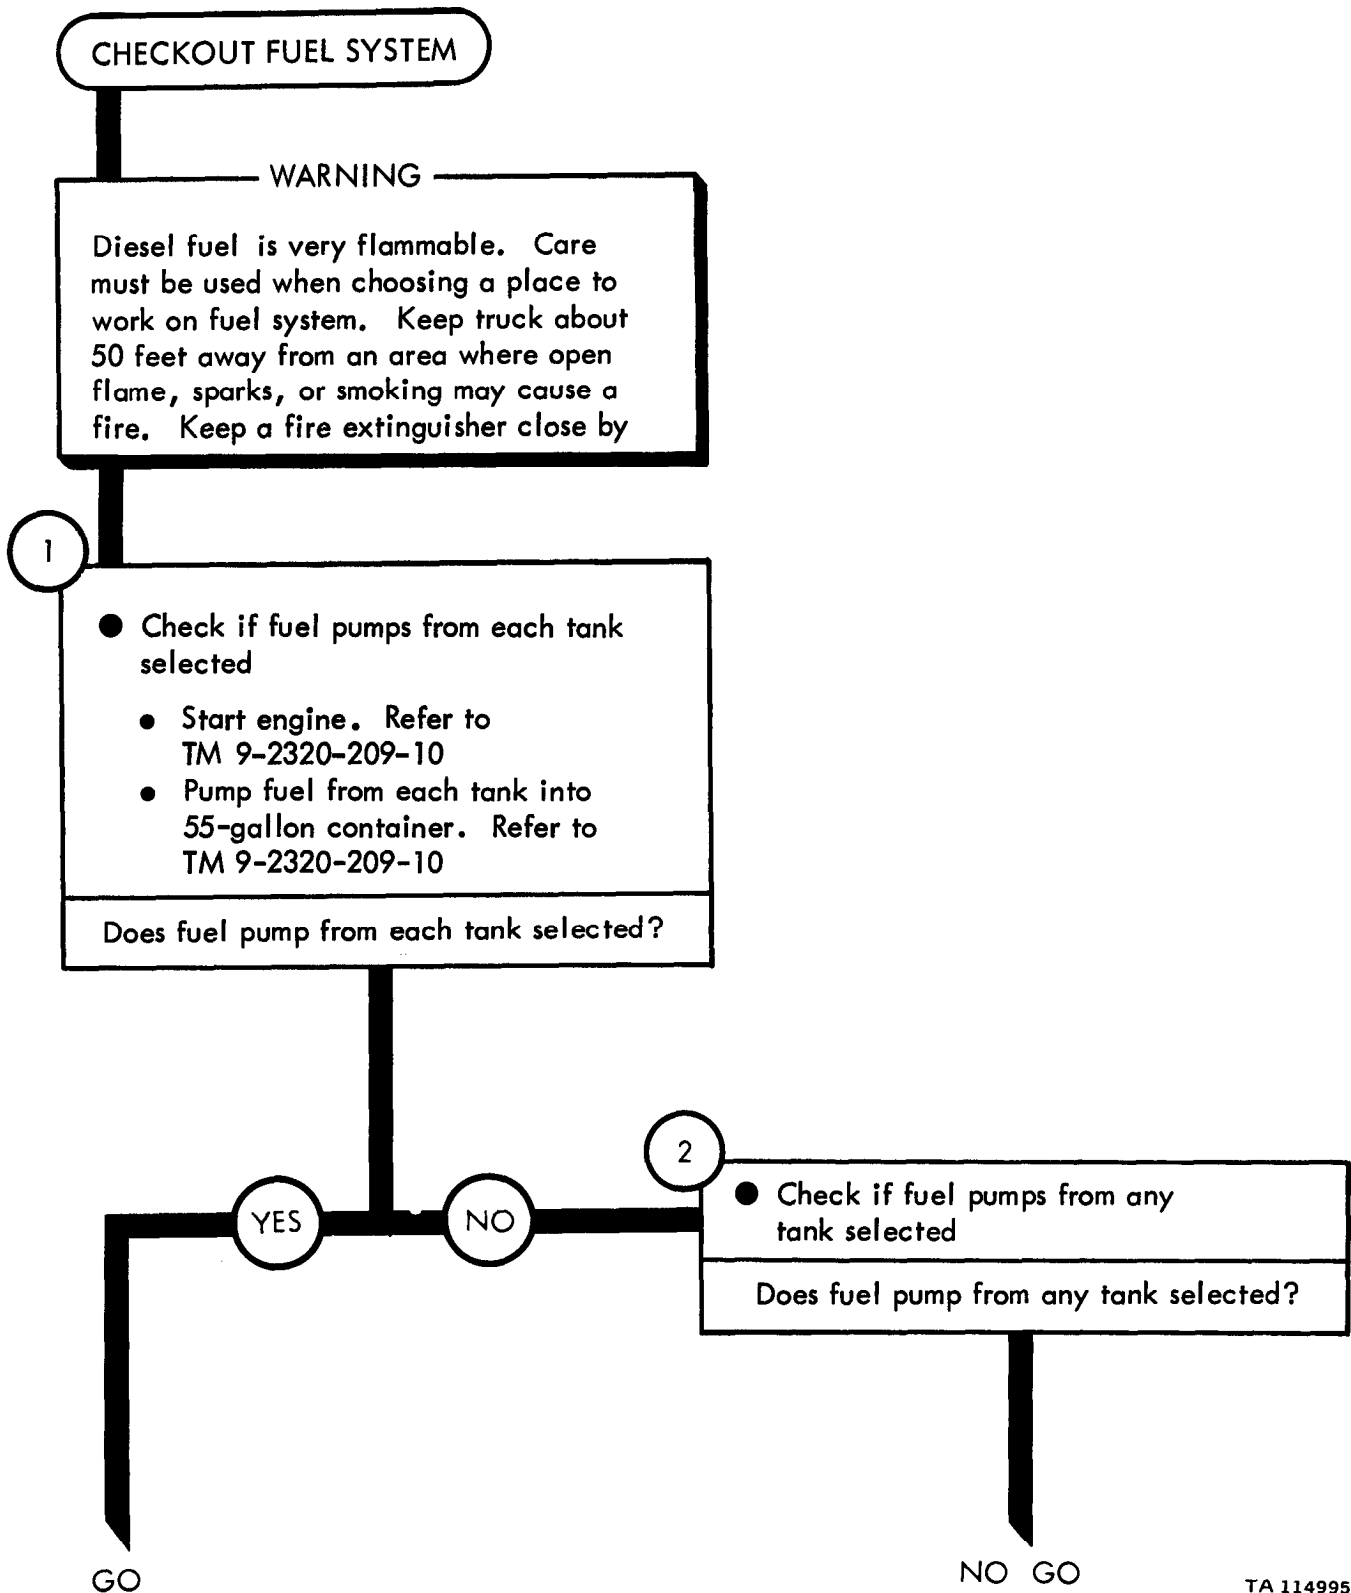 CHECKOUT FUEL SYSTEM
WARNING
Diesel fuel is very flammable. Care
must be used when choosing a place to
work on fuel system. Keep truck about
50 feet away from an area where open
flame, sparks, or smoking may cause a
fire. Keep a fire extinguisher close by
1
● Check if fuel pumps from each tank
selected
● Start engine. Refer to
TM 9-2320-209-10
● Pump fuel from each tank into
55-gallon container. Refer to
TM 9-2320-209-10
Does fuel pump from each tank selected?
YES
NO
2
● Check if fuel pumps from any
tank selected
Does fuel pump from any tank selected?
GO
NO GO
TA 114995